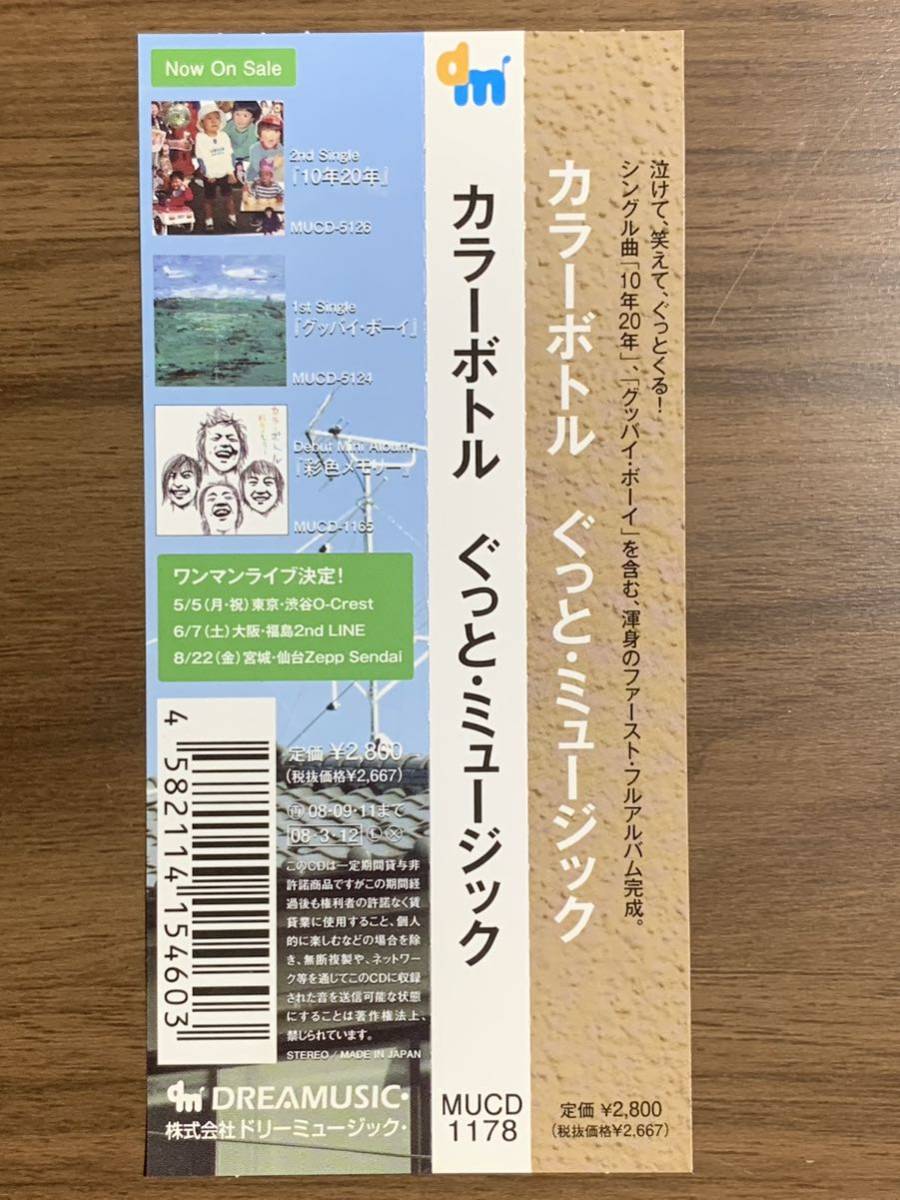 泣けて、笑えて、ぐっとくる！
シングル曲「10年20年」、「グッバイ・ボーイ」を含む、渾身のファースト・フルアルバム完成。
カラーボトル ぐっと・ミュージック
定価 ¥2,800
(税抜価格¥2,667)
dm
カラーボトル ぐっと・ミュージック
MUCD
1178
Now On Sale
2nd Single
『10年20年』
MUCD-5126
1st Single
『グッバイ・ボーイ』
MUCD-5124
カラーボトル
Debut Mini Album
『彩色メモリー』
MUCD-1165
ワンマンライブ決定！
5/5(月・祝)東京・渋谷O-Crest
6/7(土)大阪・福島2nd LINE
8/22(金)宮城・仙台Zepp Sendai
4 582114 154603
定価 ¥2,800
(税抜価格¥2,667)
08・09・11まで
08・3・12 Ⓛ Ⓧ
このCDは一定期間貸与非
許諾商品ですがこの期間経
過後も権利者の許諾なく賃
貸業に使用すること、個人
的に楽しむなどの場合を除
き、無断複製や、ネットワー
ク等を通じてこのCDに収録
された音を送信可能な状態
にすることは著作権法上、
禁じられています。
STEREO／MADE IN JAPAN
dm DREAMUSIC・
株式会社ドリーミュージック・